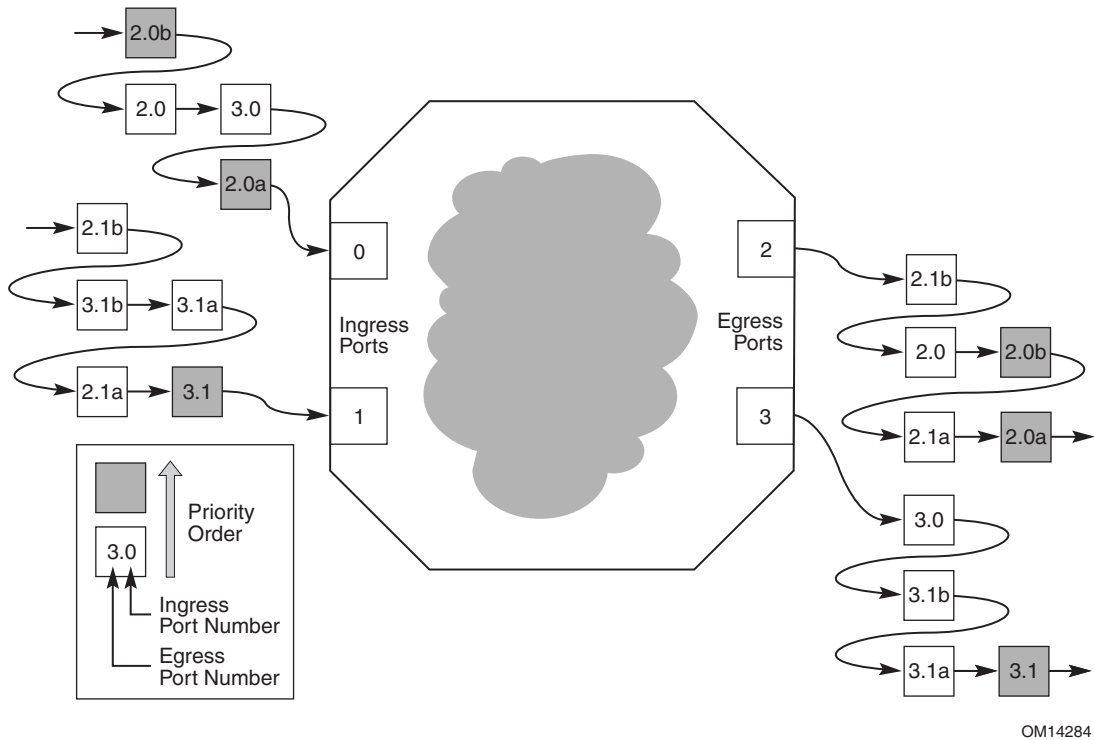 2.0b
2.0 3.0
2.0a
2.1b
3.1b 3.1a
2.1a 3.1
0
Ingress
Ports
1
2
Egress
Ports
3
2.1b
2.0 2.0b
2.1a 2.0a
3.0
3.1b
3.1a 3.1
Priority
Order
3.0
Ingress
Port Number
Egress
Port Number
OM14284